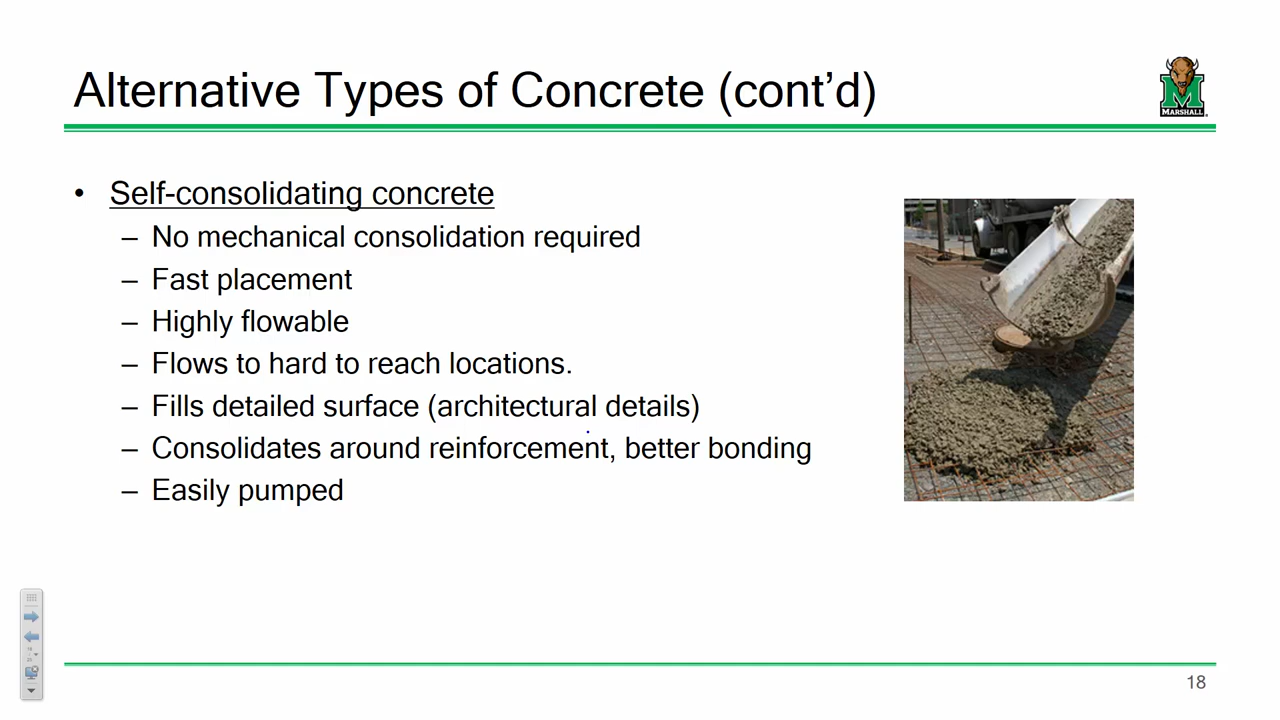 Alternative Types of Concrete (cont’d)
MARSHALL
• Self-consolidating concrete
– No mechanical consolidation required
– Fast placement
– Highly flowable
– Flows to hard to reach locations.
– Fills detailed surface (architectural details)
– Consolidates around reinforcement, better bonding
– Easily pumped
18